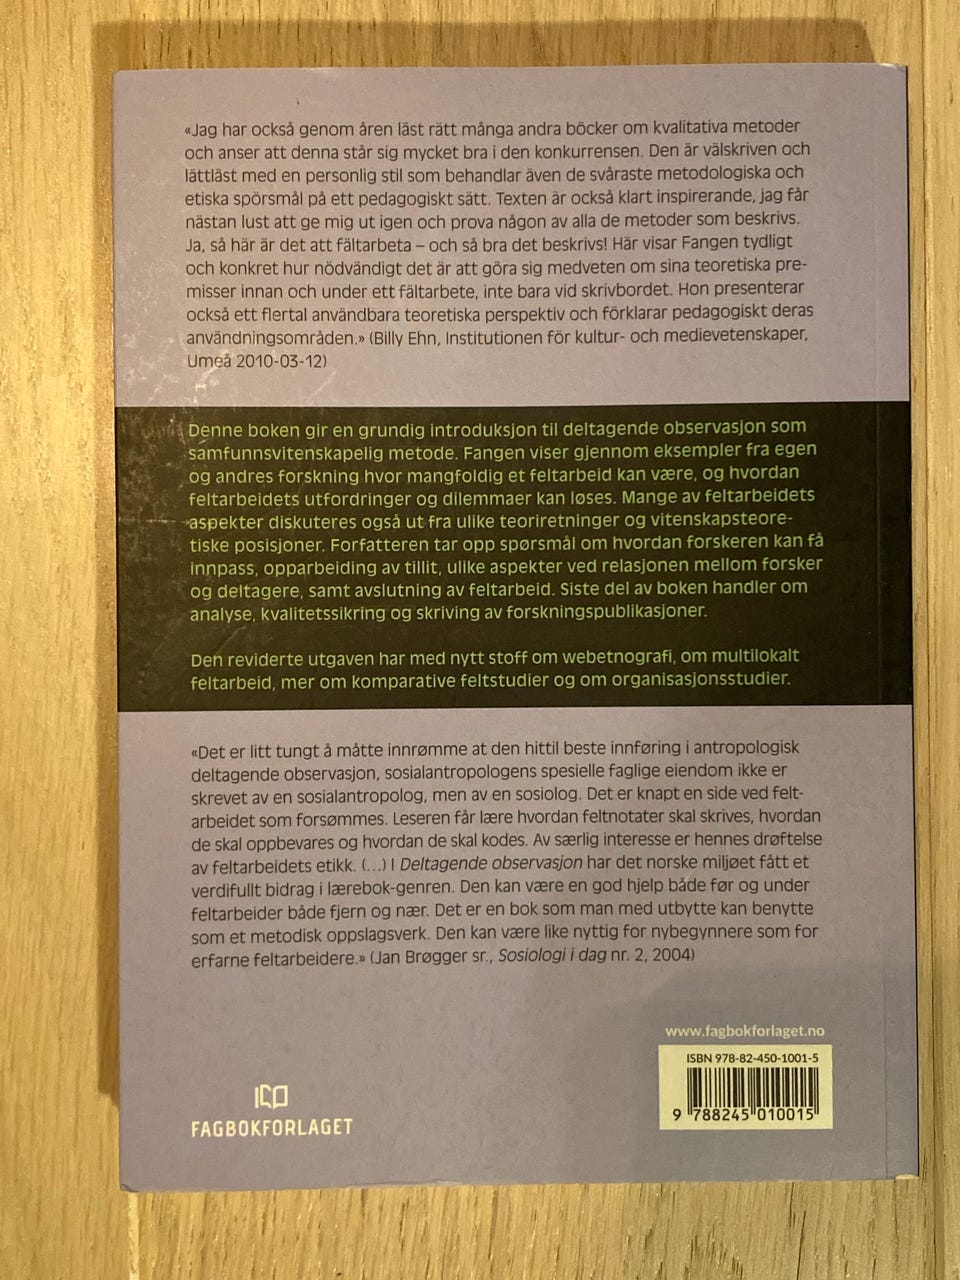 «Jag har också genom åren läst rätt många andra böcker om kvalitativa metoder
och anser att denna står sig mycket bra i den konkurrensen. Den är välskriven och
lättläst med en personlig stil som behandlar även de svåraste metodologiska och
etiska spörsmål på ett pedagogiskt sätt. Texten är också klart inspirerande, jag får
nästan lust att ge mig ut igen och prova någon av alla de metoder som beskrivs.
Ja, så här är det att fältarbeta – och så bra det beskrivs! Här visar Fangen tydligt
och konkret hur nödvändigt det är att göra sig medveten om sina teoretiska pre-
misser innan och under ett fältarbete, inte bara vid skrivbordet. Hon presenterar
också ett flertal användbara teoretiska perspektiv och förklarar pedagogiskt deras
användningsområden.» (Billy Ehn, Institutionen för kultur- och medievetenskaper,
Umeå 2010-03-12)
Denne boken gir en grundig introduksjon til deltagende observasjon som
samfunnsvitenskapelig metode. Fangen viser gjennom eksempler fra egen
og andres forskning hvor mangfoldig et feltarbeid kan være, og hvordan
feltarbeidets utfordringer og dilemmaer kan løses. Mange av feltarbeidets
aspekter diskuteres også ut fra ulike teoriretninger og vitenskapsteore-
tiske posisjoner. Forfatteren tar opp spørsmål om hvordan forskeren kan få
innpass, opparbeiding av tillit, ulike aspekter ved relasjonen mellom forsker
og deltagere, samt avslutning av feltarbeid. Siste del av boken handler om
analyse, kvalitetssikring og skriving av forskningspublikasjoner.
Den reviderte utgaven har med nytt stoff om webetnografi, om multilokalt
feltarbeid, mer om komparative feltstudier og om organisasjonsstudier.
«Det er litt tungt å måtte innrømme at den hittil beste innføring i antropologisk
deltagende observasjon, sosialantropologens spesielle faglige eiendom ikke er
skrevet av en sosialantropolog, men av en sosiolog. Det er knapt en side ved felt-
arbeidet som forsømmes. Leseren får lære hvordan feltnotater skal skrives, hvordan
de skal oppbevares og hvordan de skal kodes. Av særlig interesse er hennes drøftelse
av feltarbeidets etikk. (...) I Deltagende observasjon har det norske miljøet fått et
verdifullt bidrag i lærebok-genren. Den kan være en god hjelp både før og under
feltarbeider både fjern og nær. Det er en bok som man med utbytte kan benytte
som et metodisk oppslagsverk. Den kan være like nyttig for nybegynnere som for
erfarne feltarbeidere.» (Jan Brøgger sr., Sosiologi i dag nr. 2, 2004)
www.fagbokforlaget.no
ISBN 978-82-450-1001-5
9 788245 010015
FAGBOKFORLAGET